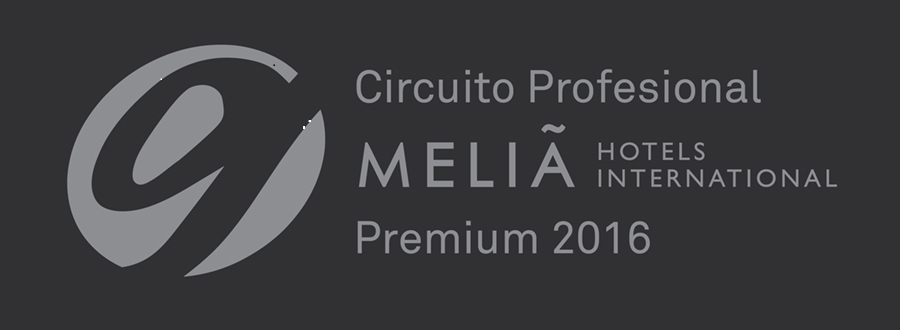 Circuito Profesional
MELIÃ HOTELS INTERNATIONAL
Premium 2016